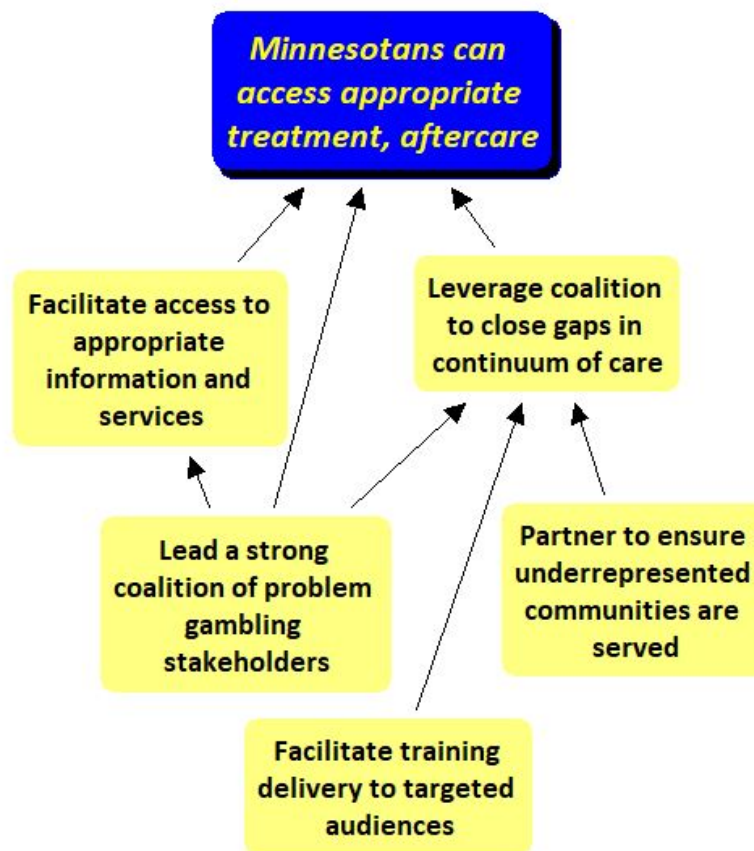 Minnesotans can
access appropriate
treatment, aftercare
Facilitate access to
appropriate
information and
services
Leverage coalition
to close gaps in
continuum of care
Lead a strong
coalition of problem
gambling
stakeholders
Partner to ensure
underrepresented
communities are
served
Facilitate training
delivery to targeted
audiences